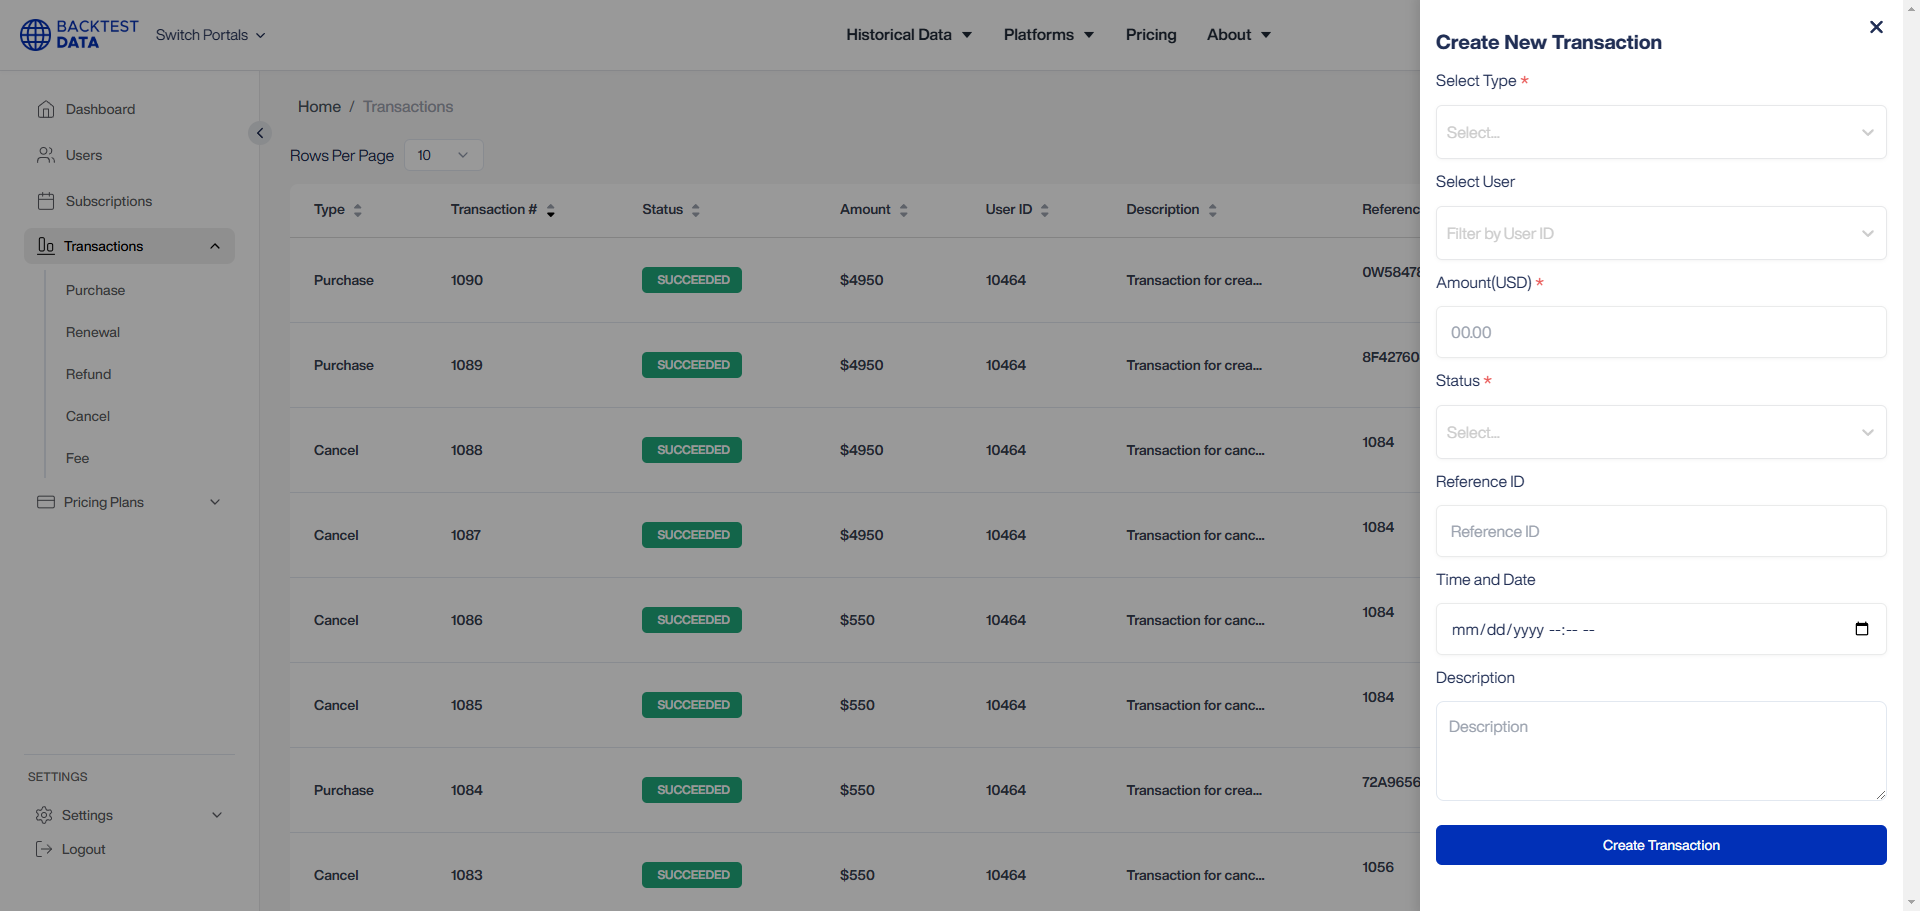 BACKTEST
DATA
Switch Portals
Historical Data
Platforms
Pricing
About
Dashboard
Users
Subscriptions
Transactions
Purchase
Renewal
Refund
Cancel
Fee
Pricing Plans
SETTINGS
Settings
Logout
Home / Transactions
Rows Per Page 10
Type Transaction # Status Amount User ID Description Referenc
Purchase 1090 SUCCEEDED $4950 10464 Transaction for crea... 0W58478
Purchase 1089 SUCCEEDED $4950 10464 Transaction for crea... 8F42760
Cancel 1088 SUCCEEDED $4950 10464 Transaction for canc... 1084
Cancel 1087 SUCCEEDED $4950 10464 Transaction for canc... 1084
Cancel 1086 SUCCEEDED $550 10464 Transaction for canc... 1084
Cancel 1085 SUCCEEDED $550 10464 Transaction for canc... 1084
Purchase 1084 SUCCEEDED $550 10464 Transaction for crea... 72A9656
Cancel 1083 SUCCEEDED $550 10464 Transaction for canc... 1056
Create New Transaction
Select Type *
Select...
Select User
Filter by User ID
Amount(USD) *
00.00
Status *
Select...
Reference ID
Reference ID
Time and Date
mm/dd/yyyy --:-- --
Description
Description
Create Transaction